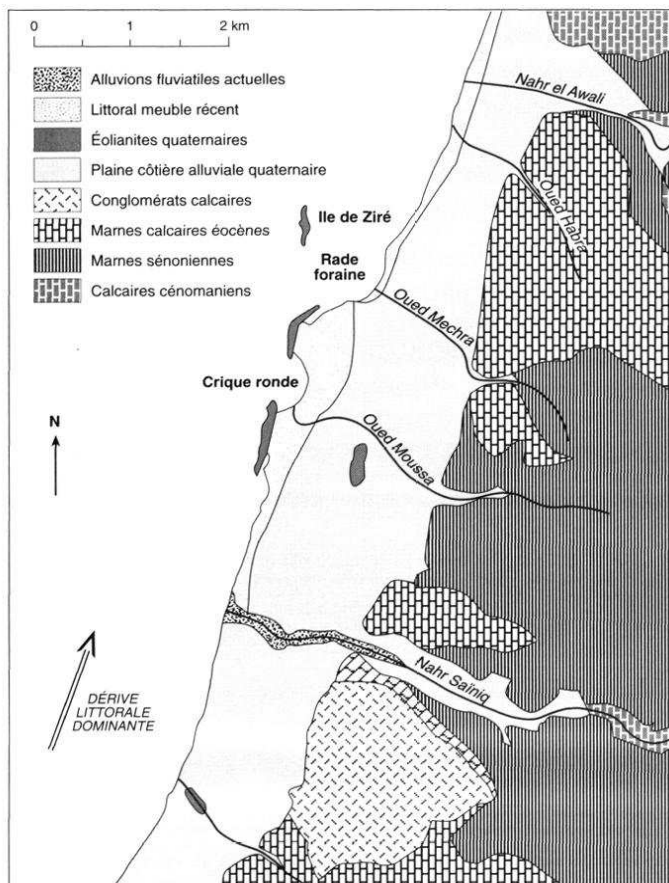 0 1 2 km
Alluvions fluviatiles actuelles
Littoral meuble récent
Éolianites quaternaires
Plaine côtière alluviale quaternaire
Conglomérats calcaires
Marnes calcaires éocènes
Marnes sénoniennes
Calcaires cénomaniens
Nahr el Awali
Oued Habra
Ile de Ziré
Rade
foraine
Oued Mechra
Crique ronde
Oued Moussa
N
Nahr Saïniq
DÉRIVE
LITTORALE
DOMINANTE